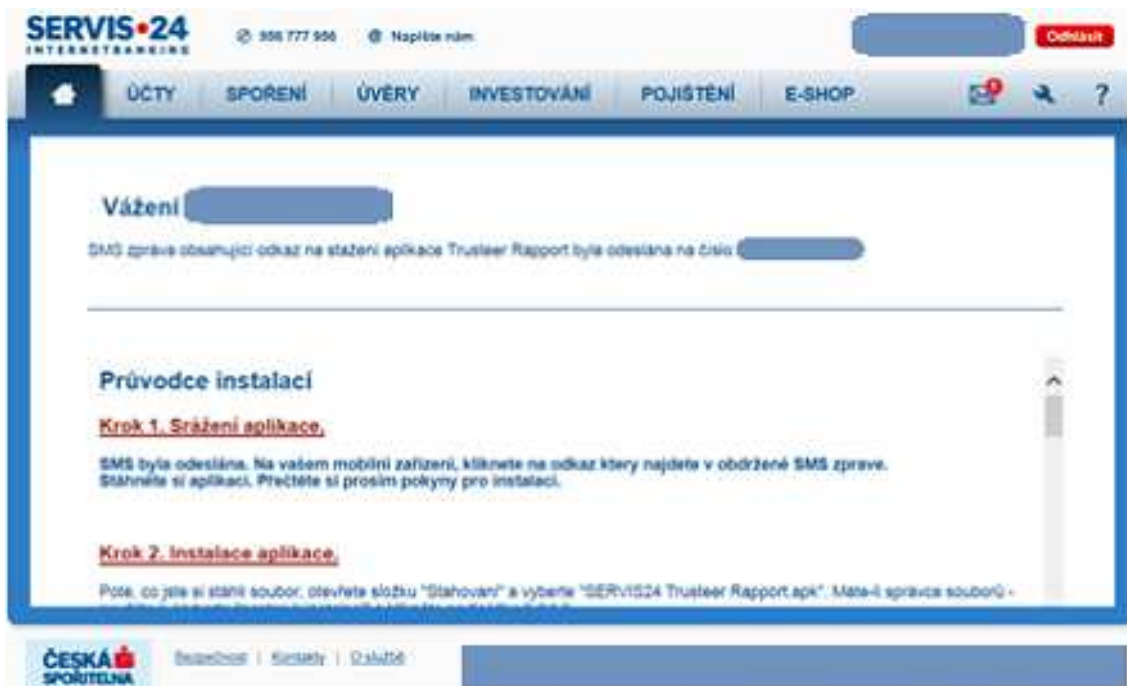 SERVIS 24
INTERNETBANKING
956 777 956
@ Napište nám
Odhlásit
ÚČTY
SPOŘENÍ
ÚVĚRY
INVESTOVÁNÍ
POJIŠTĚNÍ
E-SHOP
?
Vážení
SMS zpráva obsahující odkaz na stažení aplikace Trusteer Rapport byla odeslána na číslo
Průvodce instalací
Krok 1. Srážení aplikace,
SMS byla odeslána. Na vašem mobilní zařízení, kliknete na odkaz ktery najdete v obdržené SMS zprave.
Stáhněte si aplikaci. Přečtěte si prosím pokyny pro instalaci.
Krok 2. Instalace aplikace,
Poté, co jste si stáhli soubor, otevřete složku "Stahování" a vyberte "SERVIS24 Trusteer Rapport.apk". Máte-li správce souborů -
ČESKÁ
SPOŘITELNA
Bezpečnost | Kontakty | O službě